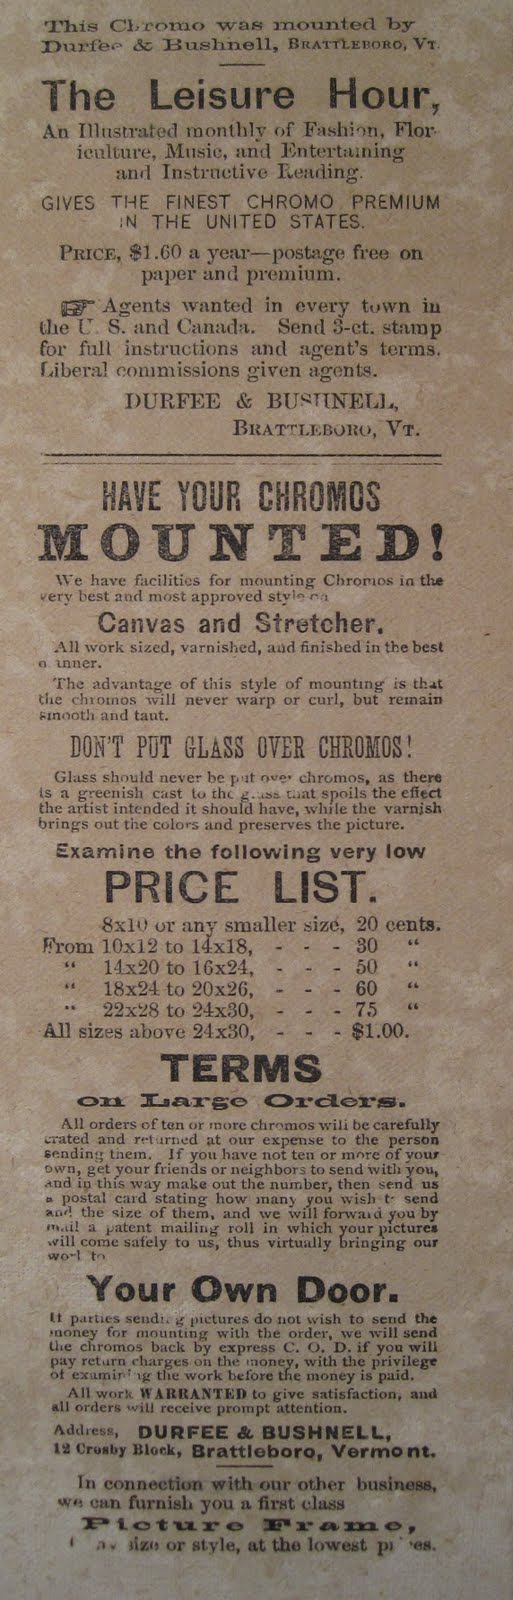 This Chromo was mounted by
Durfee & Bushnell, BRATTLEBORO, VT.
The Leisure Hour,
An Illustrated monthly of Fashion, Flor-
iculture, Music, and Entertaining
and Instructive Reading.
GIVES THE FINEST CHROMO PREMIUM
IN THE UNITED STATES.
PRICE, $1.60 a year—postage free on
paper and premium.
☞ Agents wanted in every town in
the U. S. and Canada. Send 3-ct. stamp
for full instructions and agent's terms.
Liberal commissions given agents.
DURFEE & BUSHNELL,
BRATTLEBORO, VT.
HAVE YOUR CHROMOS
MOUNTED!
We have facilities for mounting Chromos in the
very best and most approved style on
Canvas and Stretcher.
All work sized, varnished, and finished in the best
manner.
The advantage of this style of mounting is that
the chromos will never warp or curl, but remain
smooth and taut.
DON'T PUT GLASS OVER CHROMOS!
Glass should never be put over chromos, as there
is a greenish cast to the glass that spoils the effect
the artist intended it should have, while the varnish
brings out the colors and preserves the picture.
Examine the following very low
PRICE LIST.
8x10 or any smaller size, 20 cents.
From 10x12 to 14x18, - - - 30 “
“ 14x20 to 16x24, - - - 50 “
“ 18x24 to 20x26, - - - 60 “
“ 22x28 to 24x30, - - - 75 “
All sizes above 24x30, - - - $1.00.
TERMS
on Large Orders.
All orders of ten or more chromos will be carefully
crated and returned at our expense to the person
sending them. If you have not ten or more of your
own, get your friends or neighbors to send with you,
and in this way make out the number, then send us
a postal card stating how many you wish to send
and the size of them, and we will forward you by
mail a patent mailing roll in which your pictures
will come safely to us, thus virtually bringing our
work to
Your Own Door.
If parties sending pictures do not wish to send the
money for mounting with the order, we will send
the chromos back by express C. O. D. if you will
pay return charges on the money, with the privilege
of examining the work before the money is paid.
All work WARRANTED to give satisfaction, and
all orders will receive prompt attention.
Address, DURFEE & BUSHNELL,
12 Crosby Block, Brattleboro, Vermont.
In connection with our other business,
we can furnish you a first class
Picture Frame,
size or style, at the lowest prices.